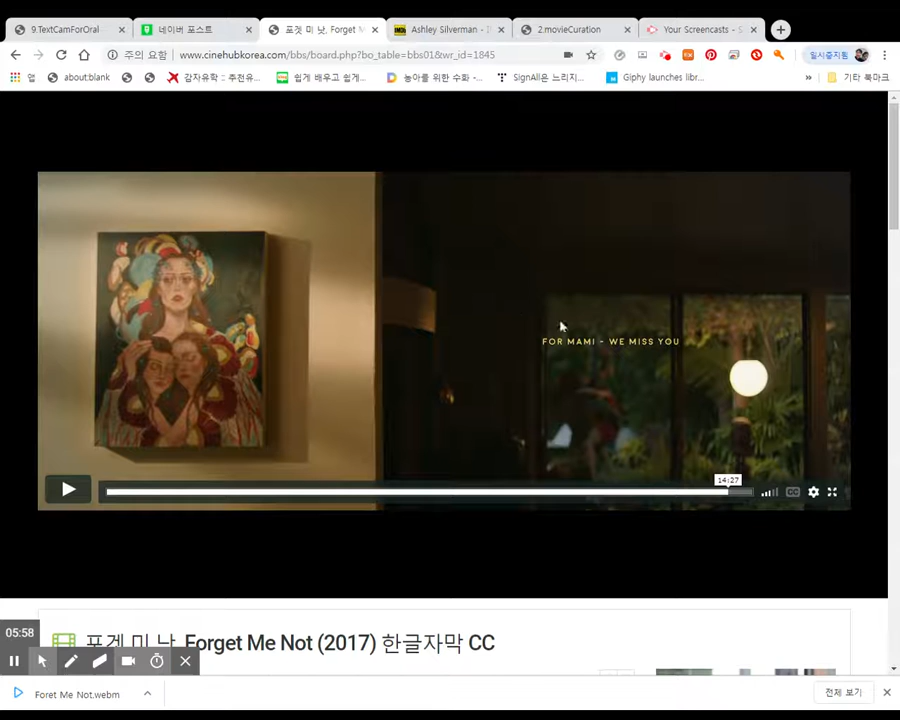 9.TextCamForOral
네이버 포스트
포겟 미 낫, Forget M
Ashley Silverman - I
2.movieCuration
Your Screencasts - S
주의 요함
www.cinehubkorea.com/bbs/board.php?bo_table=bbs01&wr_id=1845
일시중지됨
앱
about:blank
감자유학 :: 추천유...
쉽게 배우고 쉽게...
농아를 위한 수화 -...
SignAll은 느리지...
Giphy launches libr...
»
기타 북마크
FOR MAMI - WE MISS YOU
14:27
CC
05:58
포겟 미 낫, Forget Me Not (2017) 한글자막 CC
Foret Me Not.webm
전체 보기